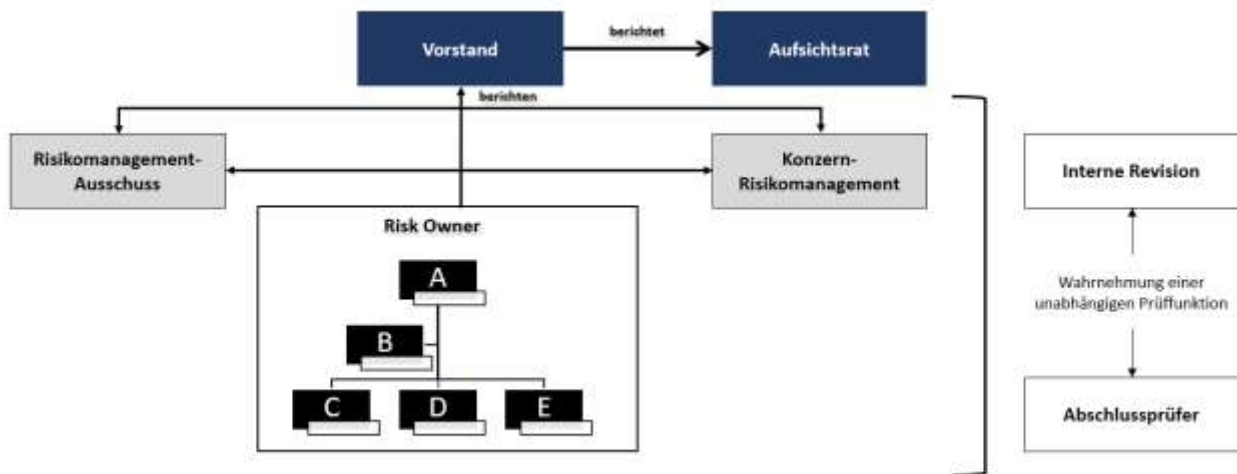 berichtet
Vorstand
Aufsichtsrat
berichten
Risikomanagement-
Ausschuss
Konzern-
Risikomanagement
Interne Revision
Risk Owner
A
Wahrnehmung einer
unabhängigen Prüffunktion
B
C
D
E
Abschlussprüfer